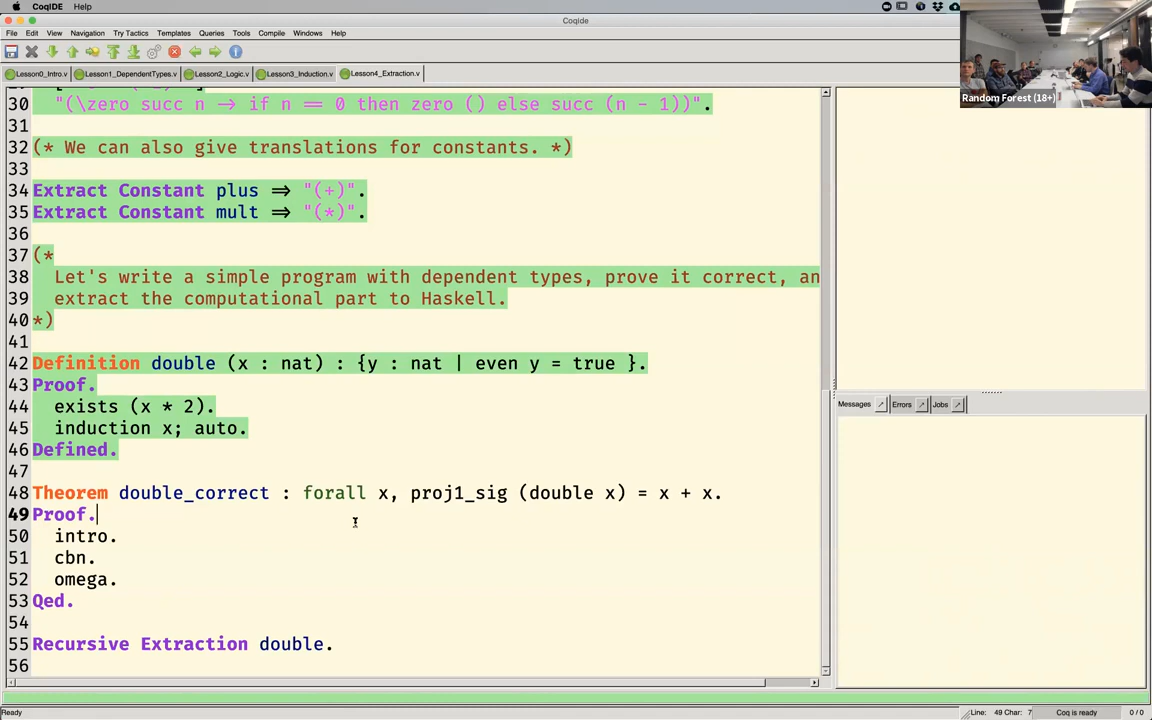 CoqIDE Help
CoqIde
File Edit View Navigation Try Tactics Templates Queries Tools Compile Windows Help
Lesson0_Intro.v Lesson1_DependentTypes.v Lesson2_Logic.v Lesson3_Induction.v Lesson4_Extraction.v
30 "(\zero succ n → if n == 0 then zero () else succ (n - 1))".
31
32 (* We can also give translations for constants. *)
33
34 Extract Constant plus ⇒ "(+)".
35 Extract Constant mult ⇒ "(*)".
36
37 (*
38 Let's write a simple program with dependent types, prove it correct, an
39 extract the computational part to Haskell.
40 *)
41
42 Definition double (x : nat) : {y : nat | even y = true }.
43 Proof.
44 exists (x * 2).
45 induction x; auto.
46 Defined.
47
48 Theorem double_correct : forall x, proj1_sig (double x) = x + x.
49 Proof.
50 intro.
51 cbn.
52 omega.
53 Qed.
54
55 Recursive Extraction double.
56
Random Forest (18+)
Messages Errors Jobs
Ready
Line: 49 Char: 7 Coq is ready 0 / 0